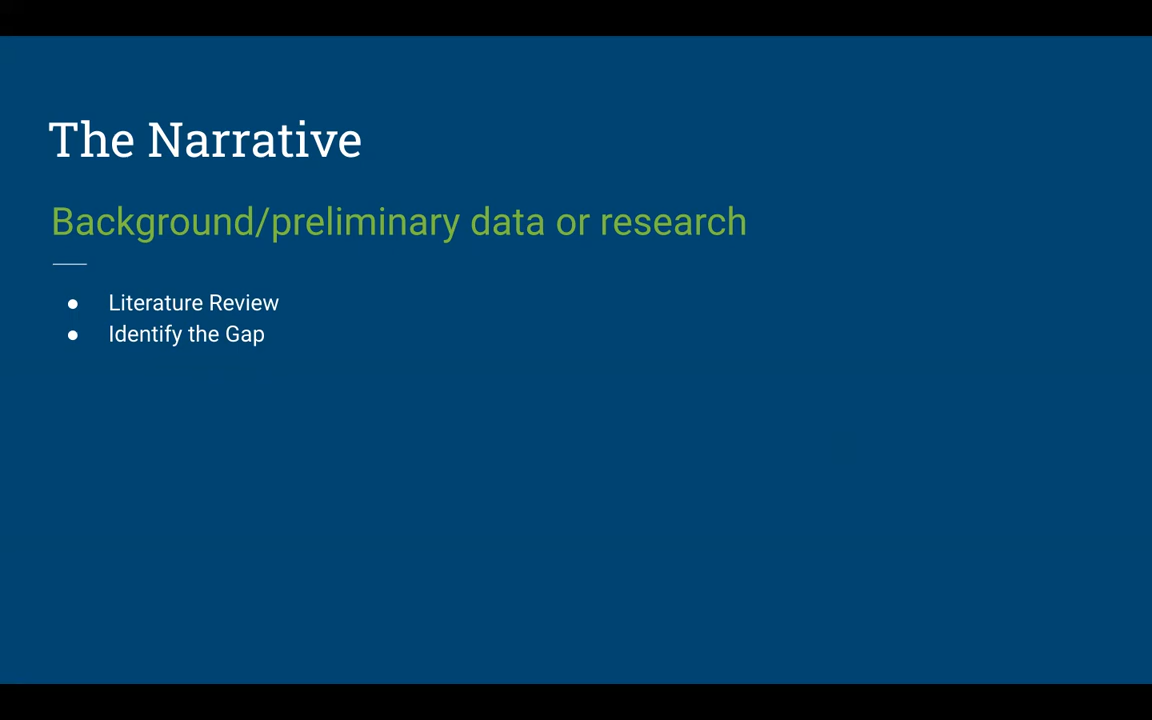 The Narrative
Background/preliminary data or research
● Literature Review
● Identify the Gap